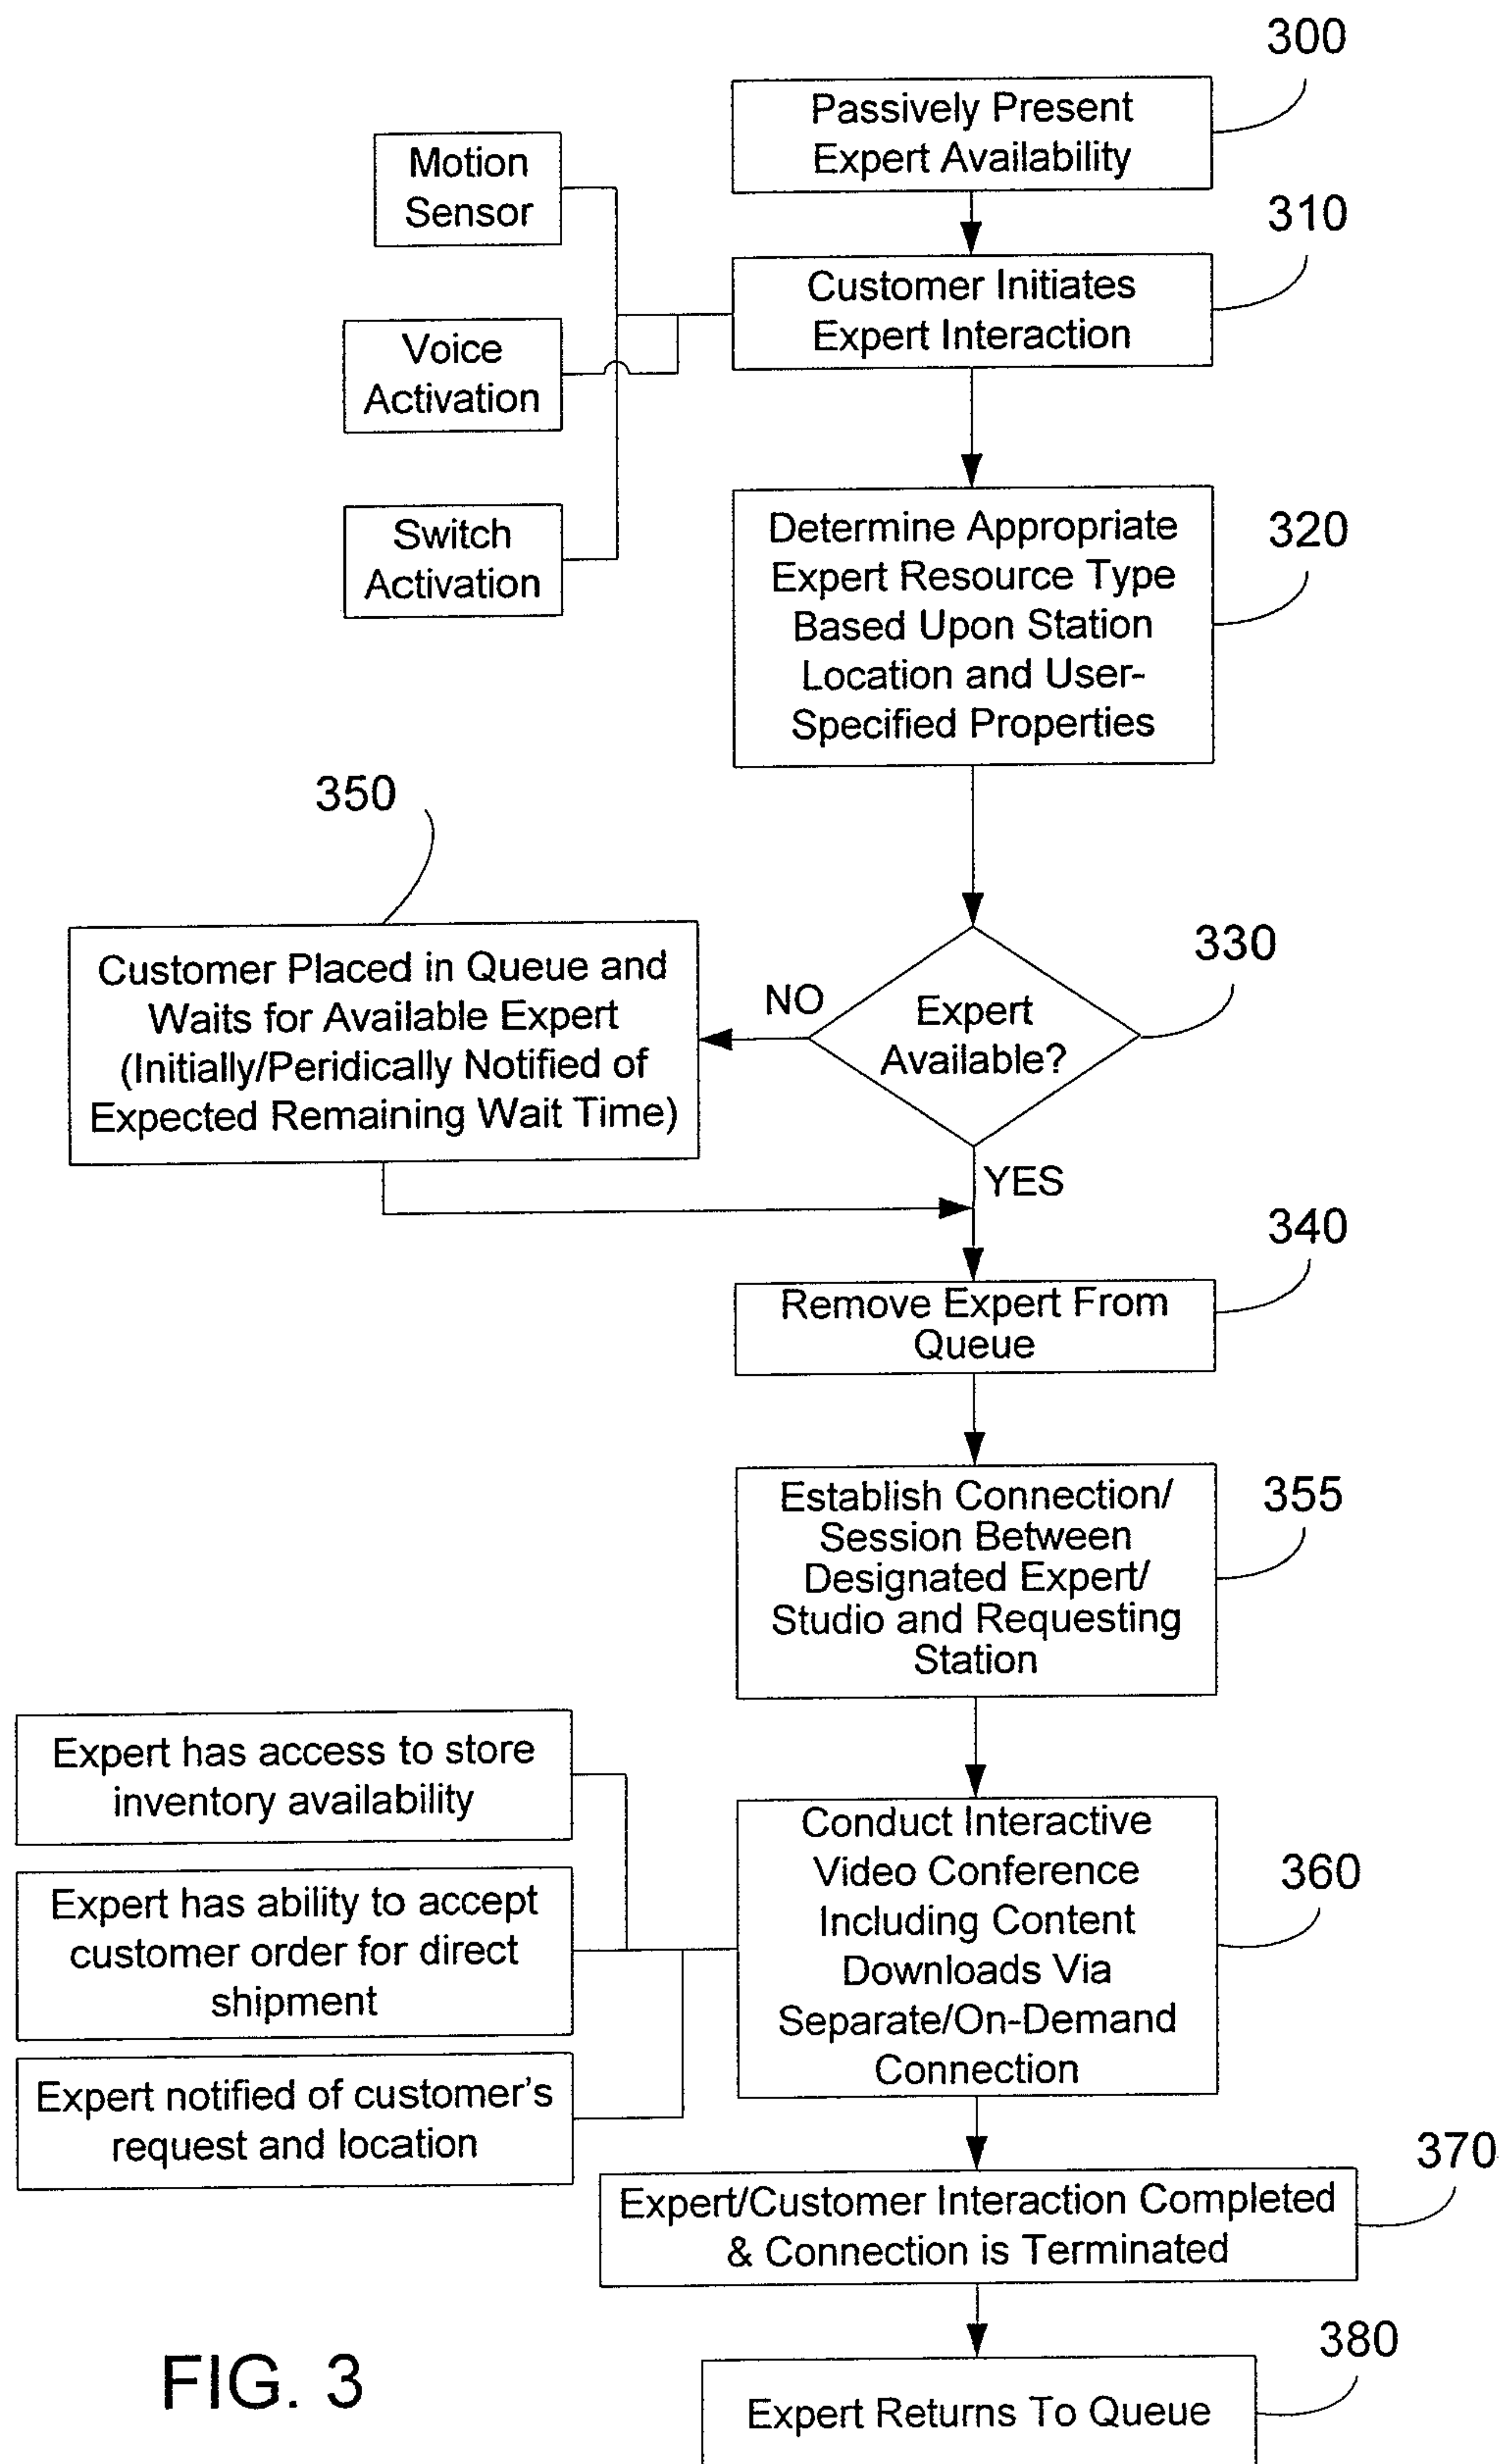 300
Passively Present
Expert Availability
Motion
Sensor
310
Customer Initiates
Expert Interaction
Voice
Activation
Switch
Activation
320
Determine Appropriate
Expert Resource Type
Based Upon Station
Location and User-
Specified Properties
350
Customer Placed in Queue and
Waits for Available Expert
(Initially/Peridically Notified of
Expected Remaining Wait Time)
NO
330
Expert
Available?
YES
340
Remove Expert From
Queue
355
Establish Connection/
Session Between
Designated Expert/
Studio and Requesting
Station
Expert has access to store
inventory availability
Expert has ability to accept
customer order for direct
shipment
Expert notified of customer's
request and location
360
Conduct Interactive
Video Conference
Including Content
Downloads Via
Separate/On-Demand
Connection
370
Expert/Customer Interaction Completed
& Connection is Terminated
380
Expert Returns To Queue
FIG. 3